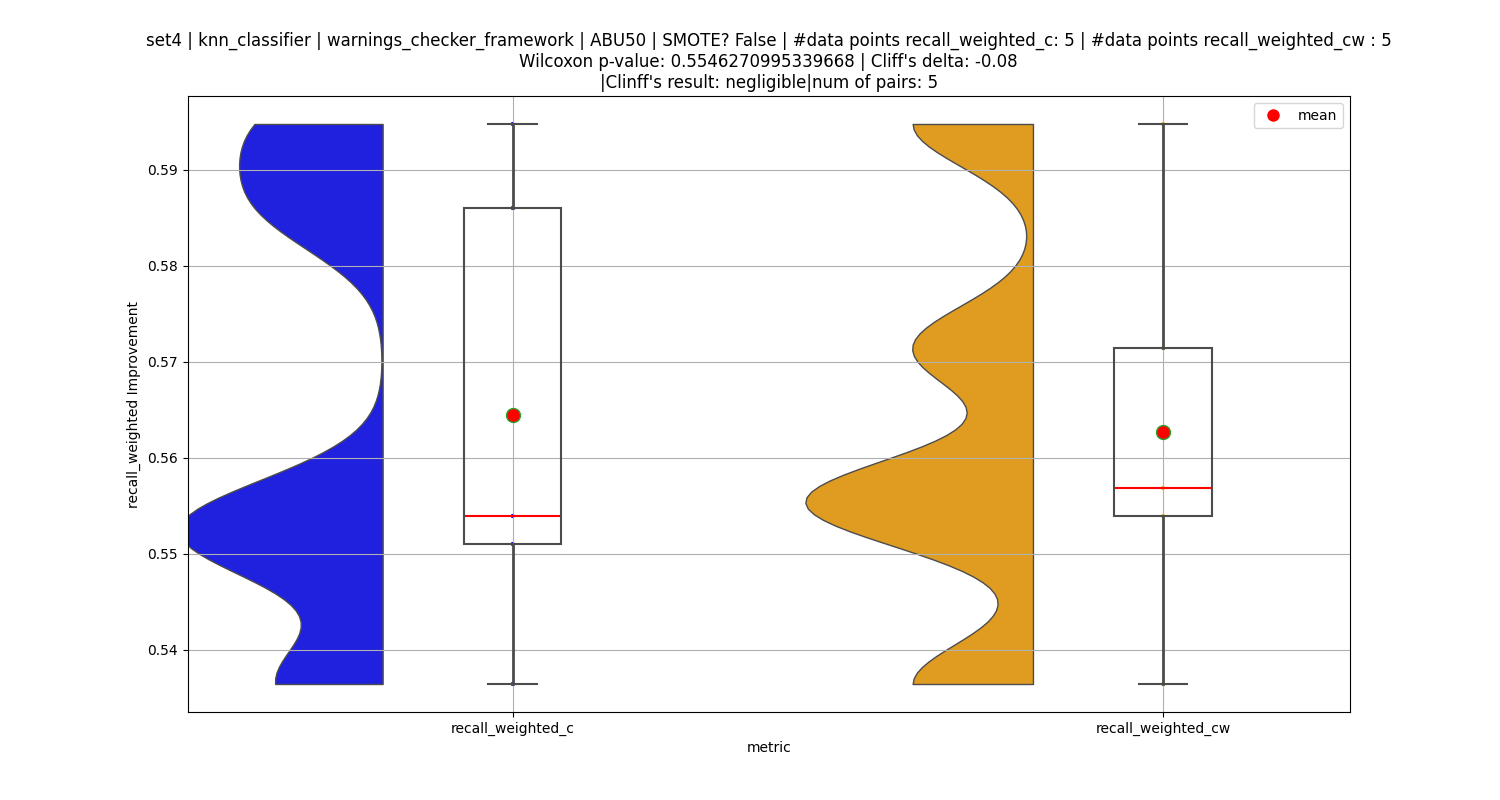 set4 | knn_classifier | warnings_checker_framework | ABU50 | SMOTE? False | #data points recall_weighted_c: 5 | #data points recall_weighted_cw : 5
Wilcoxon p-value: 0.5546270995339668 | Cliff's delta: -0.08
|Clinff's result: negligible|num of pairs: 5
mean
recall_weighted Improvement
0.59
0.58
0.57
0.56
0.55
0.54
recall_weighted_c
recall_weighted_cw
metric